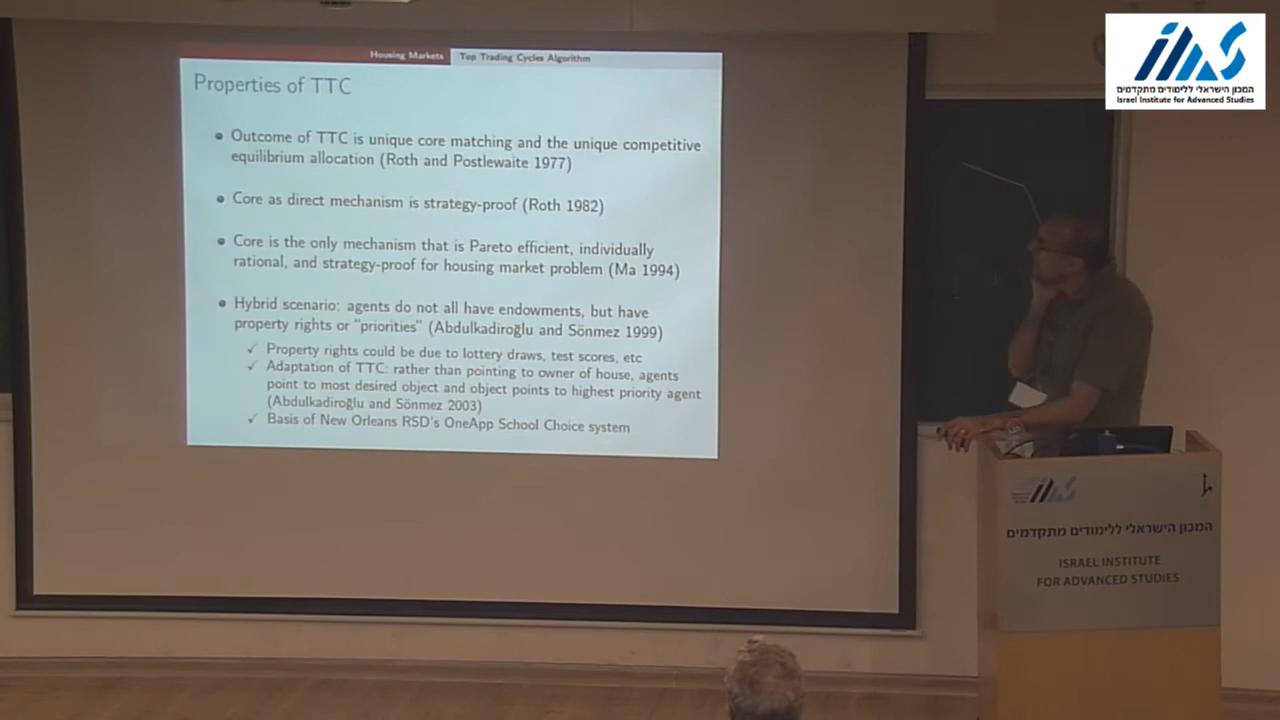 Housing Markets Top Trading Cycles Algorithm
Properties of TTC
Outcome of TTC is unique core matching and the unique competitive
equilibrium allocation (Roth and Postlewaite 1977)
Core as direct mechanism is strategy-proof (Roth 1982)
Core is the only mechanism that is Pareto efficient, individually
rational, and strategy-proof for housing market problem (Ma 1994)
Hybrid scenario: agents do not all have endowments, but have
property rights or "priorities" (Abdulkadiroğlu and Sönmez 1999)
✓ Property rights could be due to lottery draws, test scores, etc
✓ Adaptation of TTC: rather than pointing to owner of house, agents
point to most desired object and object points to highest priority agent
(Abdulkadiroğlu and Sönmez 2003)
✓ Basis of New Orleans RSD's OneApp School Choice system
המכון הישראלי ללימודים מתקדמים
Israel Institute for Advanced Studies
המכון הישראלי ללימודים מתקדמים
ISRAEL INSTITUTE
FOR ADVANCED STUDIES